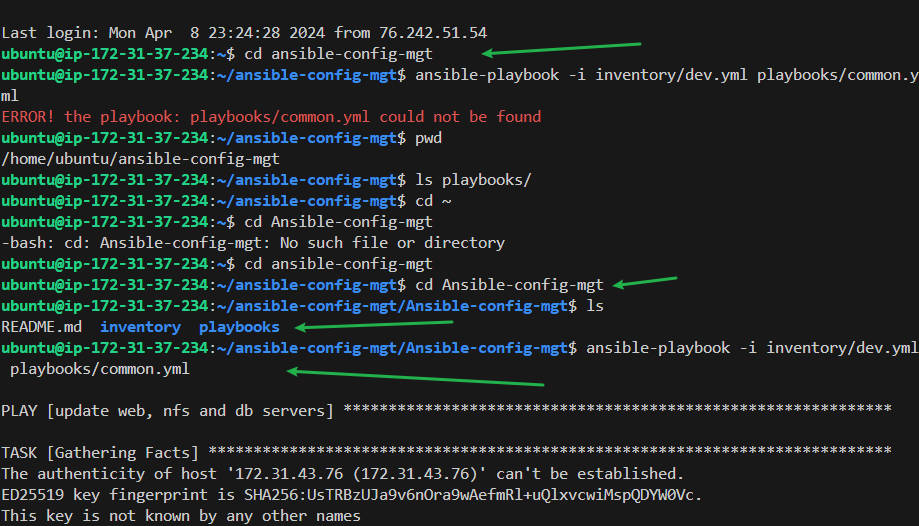 Last login: Mon Apr  8 23:24:28 2024 from 76.242.51.54
ubuntu@ip-172-31-37-234:~$ cd ansible-config-mgt
ubuntu@ip-172-31-37-234:~/ansible-config-mgt$ ansible-playbook -i inventory/dev.yml playbooks/common.y
ml
ERROR! the playbook: playbooks/common.yml could not be found
ubuntu@ip-172-31-37-234:~/ansible-config-mgt$ pwd
/home/ubuntu/ansible-config-mgt
ubuntu@ip-172-31-37-234:~/ansible-config-mgt$ ls playbooks/
ubuntu@ip-172-31-37-234:~/ansible-config-mgt$ cd ~
ubuntu@ip-172-31-37-234:~$ cd Ansible-config-mgt
-bash: cd: Ansible-config-mgt: No such file or directory
ubuntu@ip-172-31-37-234:~$ cd ansible-config-mgt
ubuntu@ip-172-31-37-234:~/ansible-config-mgt$ cd Ansible-config-mgt
ubuntu@ip-172-31-37-234:~/ansible-config-mgt/Ansible-config-mgt$ ls
README.md  inventory  playbooks
ubuntu@ip-172-31-37-234:~/ansible-config-mgt/Ansible-config-mgt$ ansible-playbook -i inventory/dev.yml
 playbooks/common.yml
PLAY [update web, nfs and db servers] *************************************************************
TASK [Gathering Facts] ****************************************************************************
The authenticity of host '172.31.43.76 (172.31.43.76)' can't be established.
ED25519 key fingerprint is SHA256:UsTRBzUJa9v6nOra9wAefmRl+uQlxvcwiMspQDYW0Vc.
This key is not known by any other names